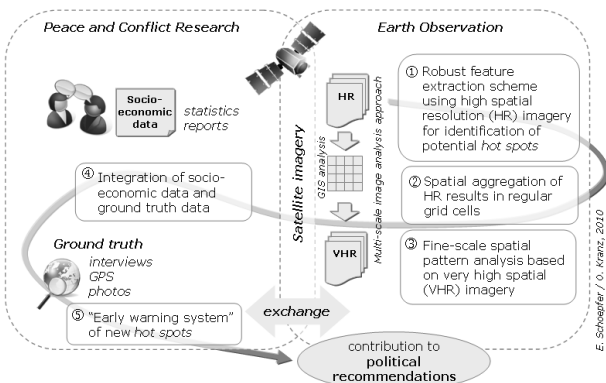 Peace and Conflict Research
Earth Observation
Socio-
economic
data
statistics
reports
④ Integration of socio-
economic data and
ground truth data
Ground truth
interviews
GPS
photos
⑤ “Early warning system”
of new hot spots
Satellite imagery
HR
GIS analysis
VHR
Multi-scale image analysis approach
① Robust feature
extraction scheme
using high spatial
resolution (HR) imagery
for identification of
potential hot spots
② Spatial aggregation of
HR results in regular
grid cells
③ Fine-scale spatial
pattern analysis based
on very high spatial
(VHR) imagery
exchange
contribution to
political
recommendations
E. Schoepfer / O. Kranz, 2010